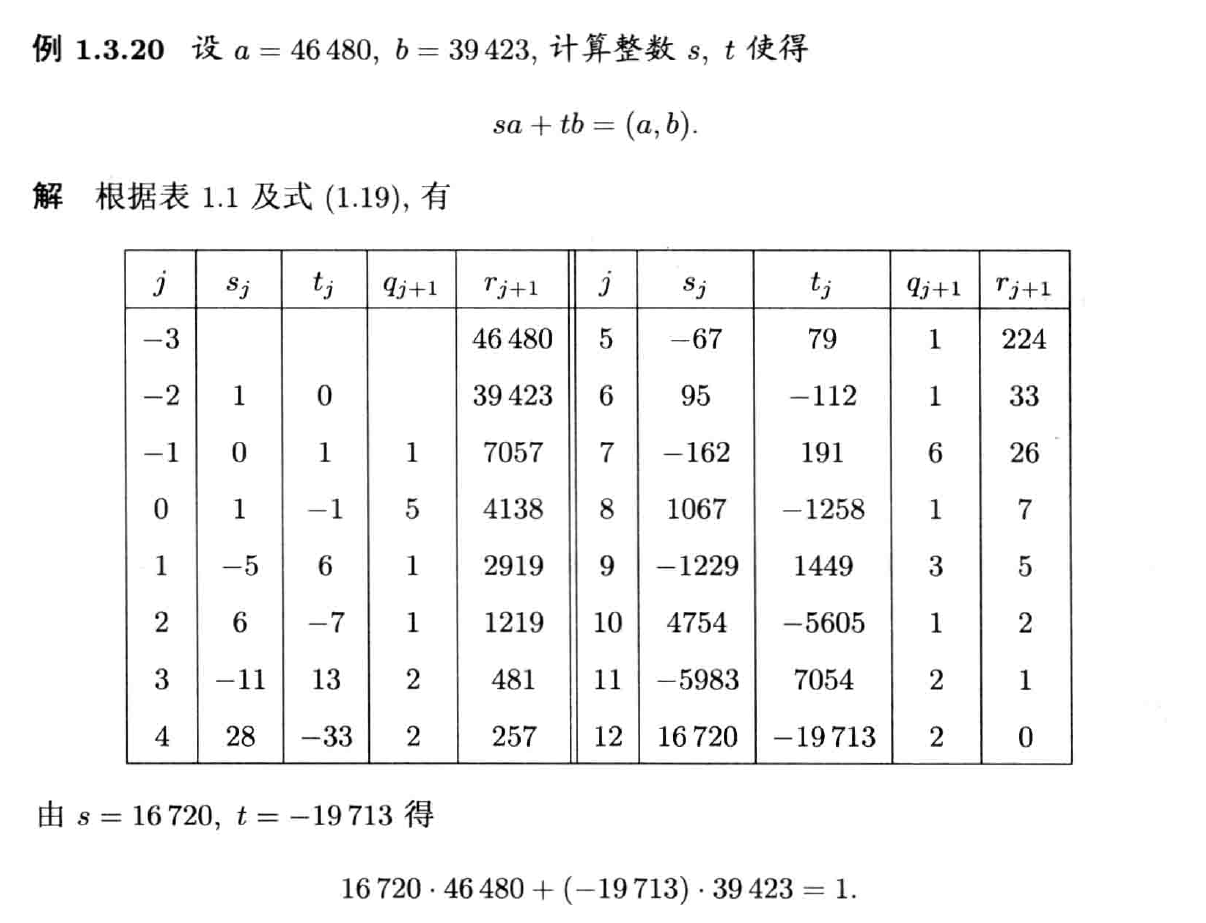 例 1.3.20 设 a = 46 480, b = 39 423, 计算整数 s, t 使得
sa + tb = (a, b).
解 根据表 1.1 及式 (1.19), 有
j s_j t_j q_{j+1} r_{j+1} j s_j t_j q_{j+1} r_{j+1}
−3 46 480 5 −67 79 1 224
−2 1 0 39 423 6 95 −112 1 33
−1 0 1 1 7057 7 −162 191 6 26
0 1 −1 5 4138 8 1067 −1258 1 7
1 −5 6 1 2919 9 −1229 1449 3 5
2 6 −7 1 1219 10 4754 −5605 1 2
3 −11 13 2 481 11 −5983 7054 2 1
4 28 −33 2 257 12 16 720 −19 713 2 0
由 s = 16 720, t = −19 713 得
16 720 · 46 480 + (−19 713) · 39 423 = 1.